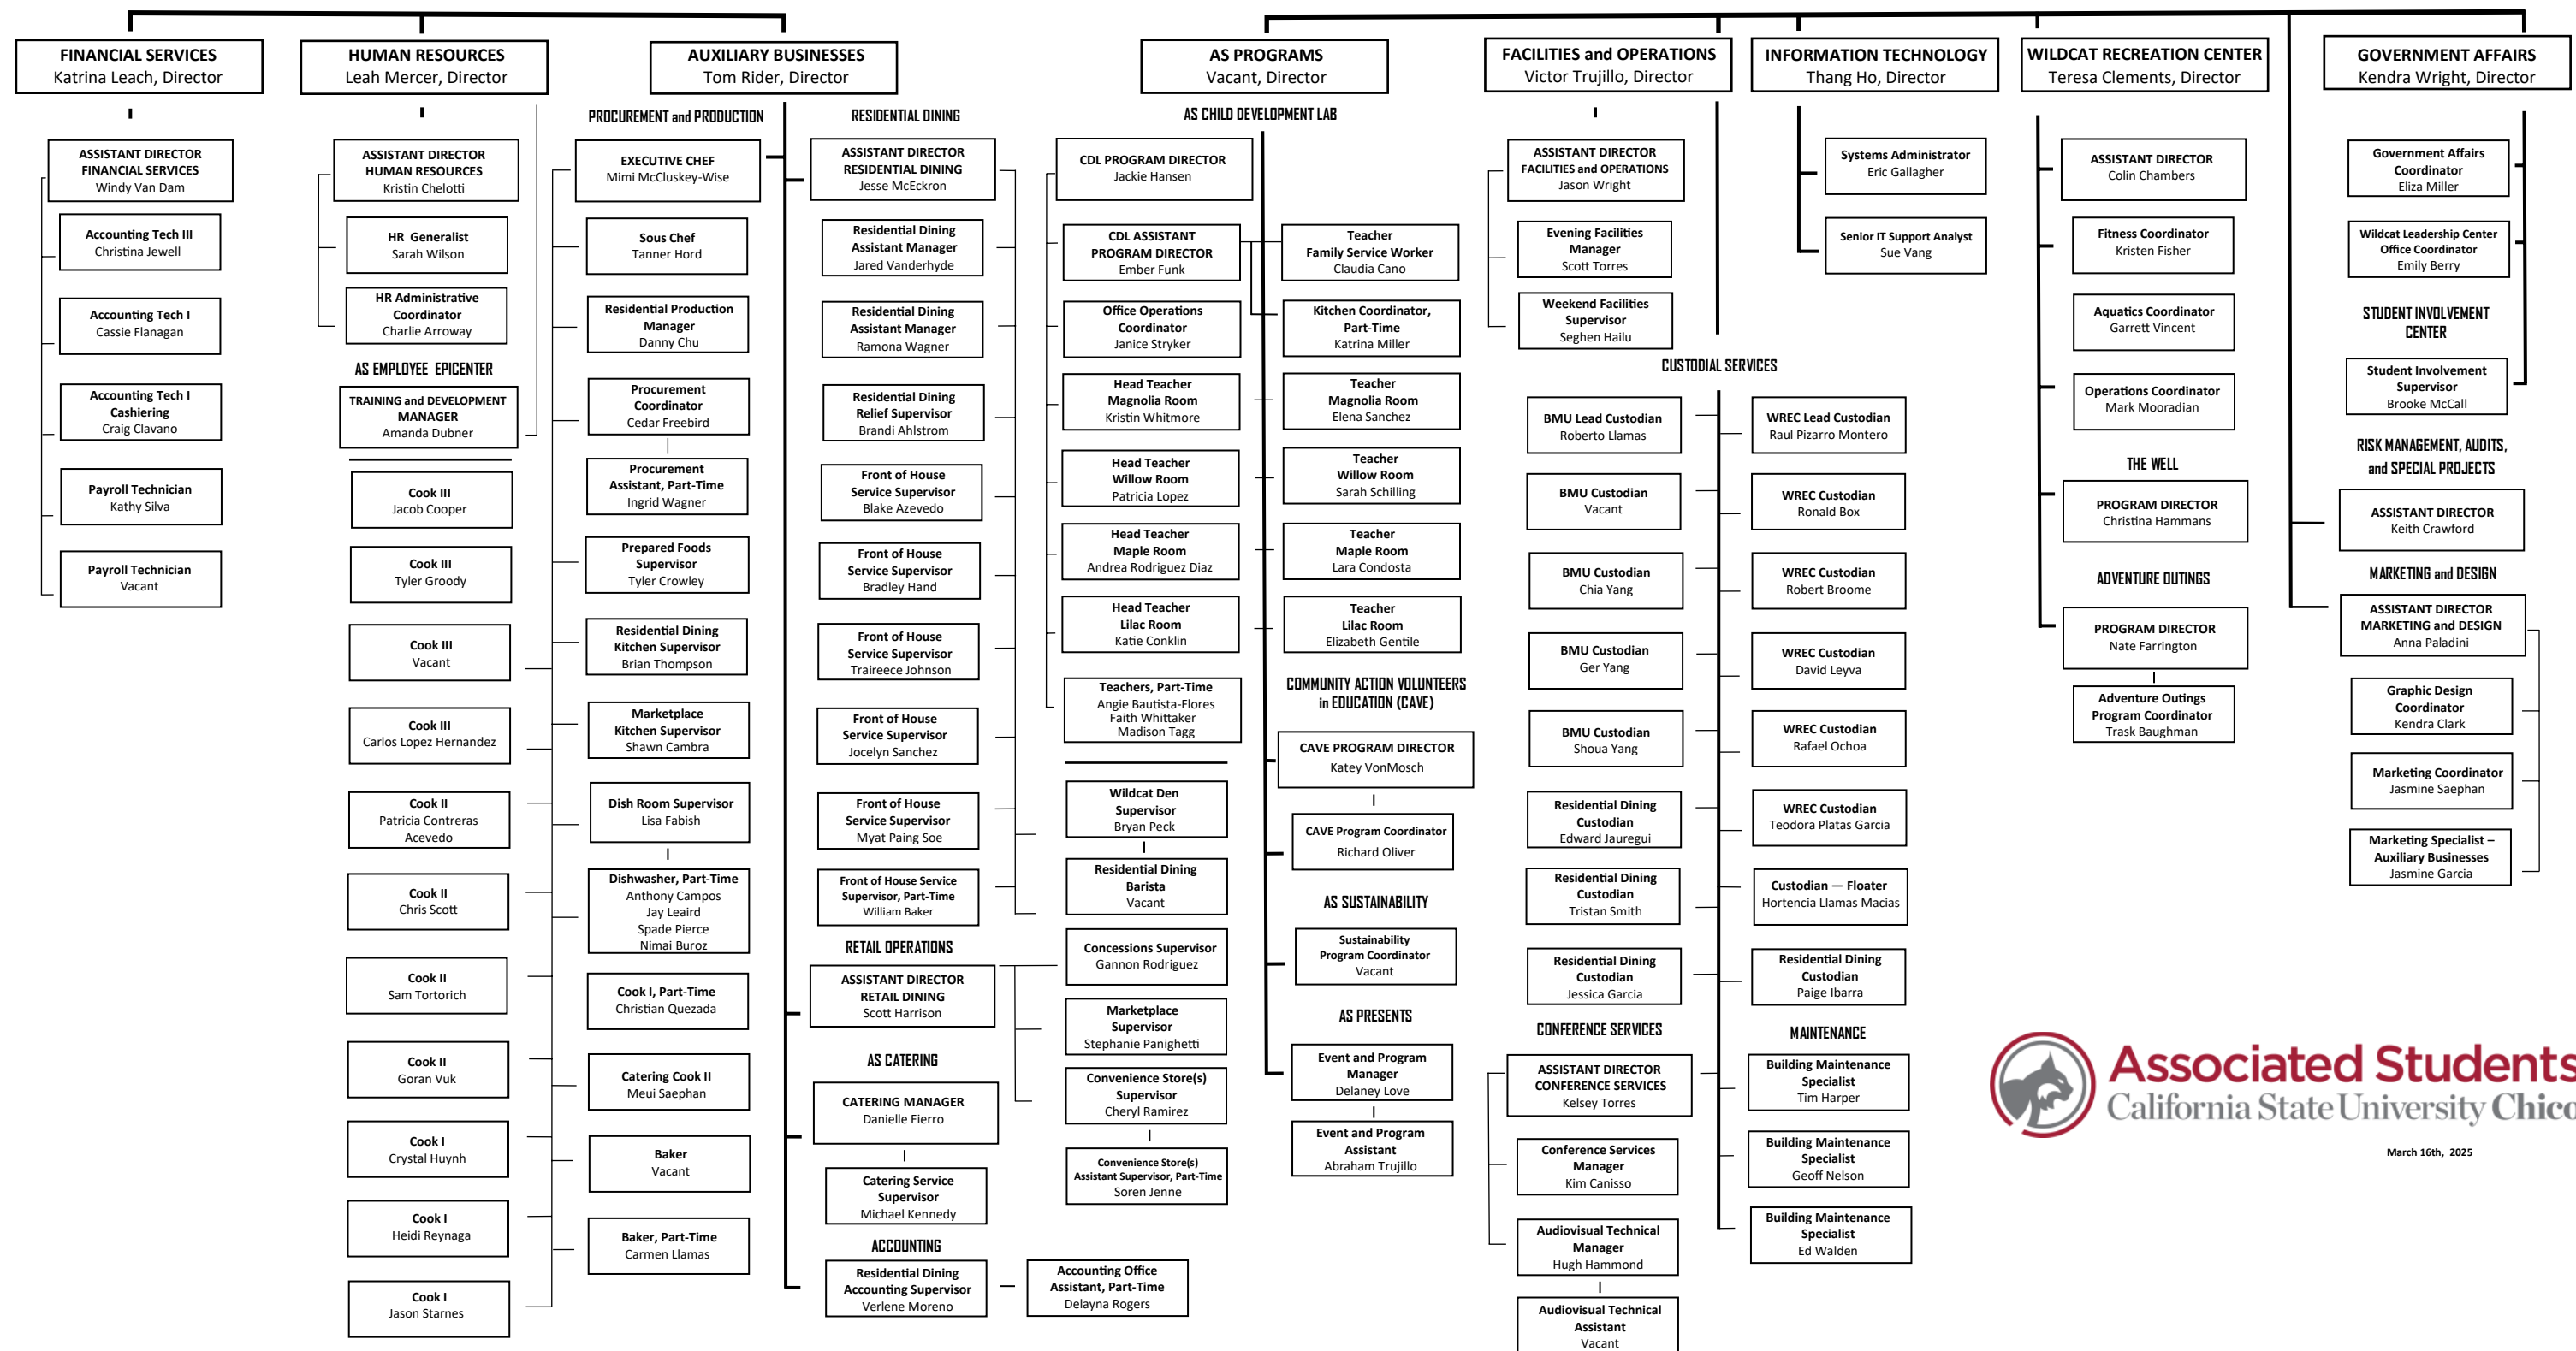 FINANCIAL SERVICES
Katrina Leach, Director
ASSISTANT DIRECTOR
FINANCIAL SERVICES
Windy Van Dam
Accounting Tech III
Christina Jewell
Accounting Tech I
Cassie Flanagan
Accounting Tech I
Cashiering
Craig Clavano
Payroll Technician
Kathy Silva
Payroll Technician
Vacant
HUMAN RESOURCES
Leah Mercer, Director
ASSISTANT DIRECTOR
HUMAN RESOURCES
Kristin Chelotti
HR Generalist
Sarah Wilson
HR Administrative
Coordinator
Charlie Arroway
AS EMPLOYEE EPICENTER
TRAINING and DEVELOPMENT
MANAGER
Amanda Dubner
Cook III
Jacob Cooper
Cook III
Tyler Groody
Cook III
Vacant
Cook III
Carlos Lopez Hernandez
Cook II
Patricia Contreras
Acevedo
Cook II
Chris Scott
Cook II
Sam Tortorich
Cook II
Goran Vuk
Cook I
Crystal Huynh
Cook I
Heidi Reynaga
Cook I
Jason Starnes
AUXILIARY BUSINESSES
Tom Rider, Director
PROCUREMENT and PRODUCTION
EXECUTIVE CHEF
Mimi McCluskey-Wise
Sous Chef
Tanner Hord
Residential Production
Manager
Danny Chu
Procurement
Coordinator
Cedar Freebird
Procurement
Assistant, Part-Time
Ingrid Wagner
Prepared Foods
Supervisor
Tyler Crowley
Residential Dining
Kitchen Supervisor
Brian Thompson
Marketplace
Kitchen Supervisor
Shawn Cambra
Dish Room Supervisor
Lisa Fabish
Dishwasher, Part-Time
Anthony Campos
Jay Leaird
Spade Pierce
Nimai Buroz
Cook I, Part-Time
Christian Quezada
Catering Cook II
Meui Saephan
Baker
Vacant
Baker, Part-Time
Carmen Llamas
RESIDENTIAL DINING
ASSISTANT DIRECTOR
RESIDENTIAL DINING
Jesse McEckron
Residential Dining
Assistant Manager
Jared Vanderhyde
Residential Dining
Assistant Manager
Ramona Wagner
Residential Dining
Relief Supervisor
Brandi Ahlstrom
Front of House
Service Supervisor
Blake Azevedo
Front of House
Service Supervisor
Bradley Hand
Front of House
Service Supervisor
Traireece Johnson
Front of House
Service Supervisor
Jocelyn Sanchez
Front of House
Service Supervisor
Myat Paing Soe
Front of House Service
Supervisor, Part-Time
William Baker
RETAIL OPERATIONS
ASSISTANT DIRECTOR
RETAIL DINING
Scott Harrison
AS CATERING
CATERING MANAGER
Danielle Fierro
Catering Service
Supervisor
Michael Kennedy
ACCOUNTING
Residential Dining
Accounting Supervisor
Verlene Moreno
Accounting Office
Assistant, Part-Time
Delayna Rogers
AS PROGRAMS
Vacant, Director
AS CHILD DEVELOPMENT LAB
CDL PROGRAM DIRECTOR
Jackie Hansen
CDL ASSISTANT
PROGRAM DIRECTOR
Ember Funk
Office Operations
Coordinator
Janice Stryker
Head Teacher
Magnolia Room
Kristin Whitmore
Head Teacher
Willow Room
Patricia Lopez
Head Teacher
Maple Room
Andrea Rodriguez Diaz
Head Teacher
Lilac Room
Katie Conklin
Teachers, Part-Time
Angie Bautista-Flores
Faith Whittaker
Madison Tagg
Wildcat Den
Supervisor
Bryan Peck
Residential Dining
Barista
Vacant
Concessions Supervisor
Gannon Rodriguez
Marketplace
Supervisor
Stephanie Panighetti
Convenience Store(s)
Supervisor
Cheryl Ramirez
Convenience Store(s)
Assistant Supervisor, Part-Time
Soren Jenne
Teacher
Family Service Worker
Claudia Cano
Kitchen Coordinator,
Part-Time
Katrina Miller
Teacher
Magnolia Room
Elena Sanchez
Teacher
Willow Room
Sarah Schilling
Teacher
Maple Room
Lara Condosta
Teacher
Lilac Room
Elizabeth Gentile
COMMUNITY ACTION VOLUNTEERS
in EDUCATION (CAVE)
CAVE PROGRAM DIRECTOR
Katey VonMosch
CAVE Program Coordinator
Richard Oliver
AS SUSTAINABILITY
Sustainability
Program Coordinator
Vacant
AS PRESENTS
Event and Program
Manager
Delaney Love
Event and Program
Assistant
Abraham Trujillo
FACILITIES and OPERATIONS
Victor Trujillo, Director
ASSISTANT DIRECTOR
FACILITIES and OPERATIONS
Jason Wright
Evening Facilities
Manager
Scott Torres
Weekend Facilities
Supervisor
Seghen Hailu
CUSTODIAL SERVICES
BMU Lead Custodian
Roberto Llamas
BMU Custodian
Vacant
BMU Custodian
Chia Yang
BMU Custodian
Ger Yang
BMU Custodian
Shoua Yang
Residential Dining
Custodian
Edward Jauregui
Residential Dining
Custodian
Tristan Smith
Residential Dining
Custodian
Jessica Garcia
CONFERENCE SERVICES
ASSISTANT DIRECTOR
CONFERENCE SERVICES
Kelsey Torres
Conference Services
Manager
Kim Canisso
Audiovisual Technical
Manager
Hugh Hammond
Audiovisual Technical
Assistant
Vacant
WREC Lead Custodian
Raul Pizarro Montero
WREC Custodian
Ronald Box
WREC Custodian
Robert Broome
WREC Custodian
David Leyva
WREC Custodian
Rafael Ochoa
WREC Custodian
Teodora Platas Garcia
Custodian — Floater
Hortencia Llamas Macias
Residential Dining
Custodian
Paige Ibarra
MAINTENANCE
Building Maintenance
Specialist
Tim Harper
Building Maintenance
Specialist
Geoff Nelson
Building Maintenance
Specialist
Ed Walden
INFORMATION TECHNOLOGY
Thang Ho, Director
Systems Administrator
Eric Gallagher
Senior IT Support Analyst
Sue Vang
WILDCAT RECREATION CENTER
Teresa Clements, Director
ASSISTANT DIRECTOR
Colin Chambers
Fitness Coordinator
Kristen Fisher
Aquatics Coordinator
Garrett Vincent
Operations Coordinator
Mark Mooradian
THE WELL
PROGRAM DIRECTOR
Christina Hammans
ADVENTURE OUTINGS
PROGRAM DIRECTOR
Nate Farrington
Adventure Outings
Program Coordinator
Trask Baughman
GOVERNMENT AFFAIRS
Kendra Wright, Director
Government Affairs
Coordinator
Eliza Miller
Wildcat Leadership Center
Office Coordinator
Emily Berry
STUDENT INVOLVEMENT
CENTER
Student Involvement
Supervisor
Brooke McCall
RISK MANAGEMENT, AUDITS,
and SPECIAL PROJECTS
ASSISTANT DIRECTOR
Keith Crawford
MARKETING and DESIGN
ASSISTANT DIRECTOR
MARKETING and DESIGN
Anna Paladini
Graphic Design
Coordinator
Kendra Clark
Marketing Coordinator
Jasmine Saephan
Marketing Specialist –
Auxiliary Businesses
Jasmine Garcia
Associated Students
California State University Chico
March 16th, 2025